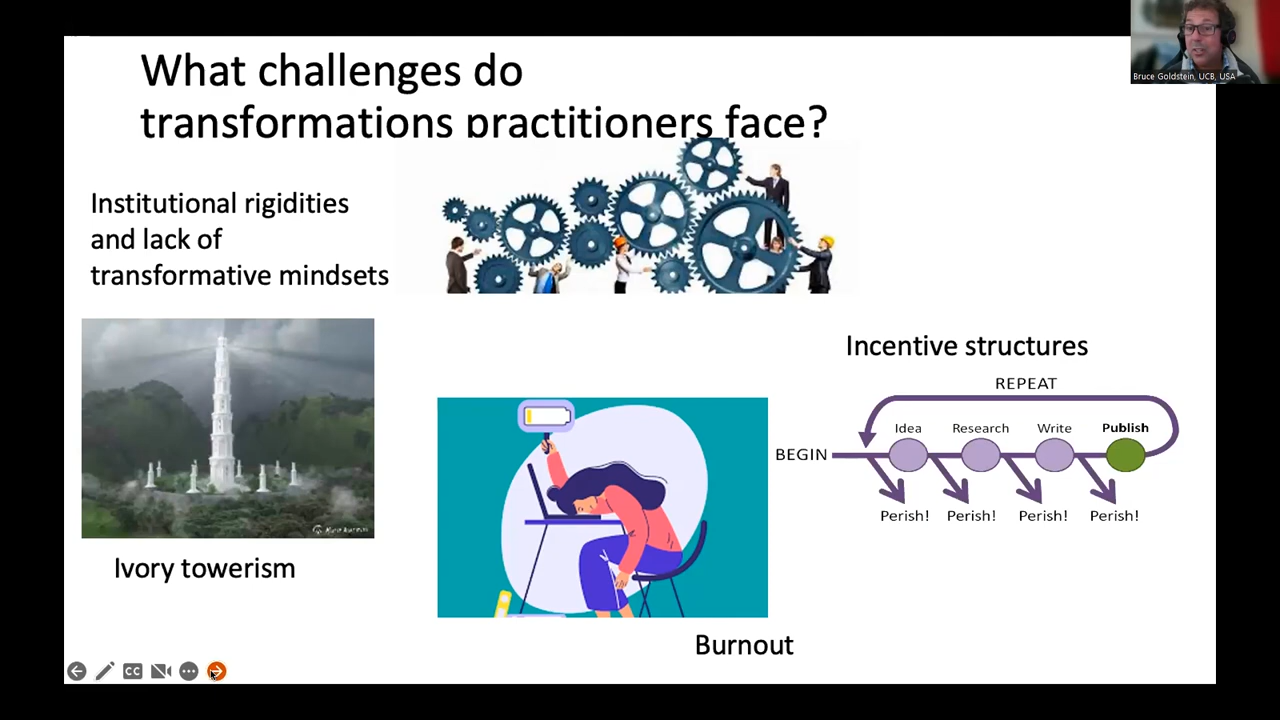 What challenges do
transformations practitioners face?
Bruce Goldstein, UCB, USA
Institutional rigidities
and lack of
transformative mindsets
Ivory towerism
Burnout
Incentive structures
REPEAT
Idea
Research
Write
Publish
BEGIN
Perish!
Perish!
Perish!
Perish!
CC